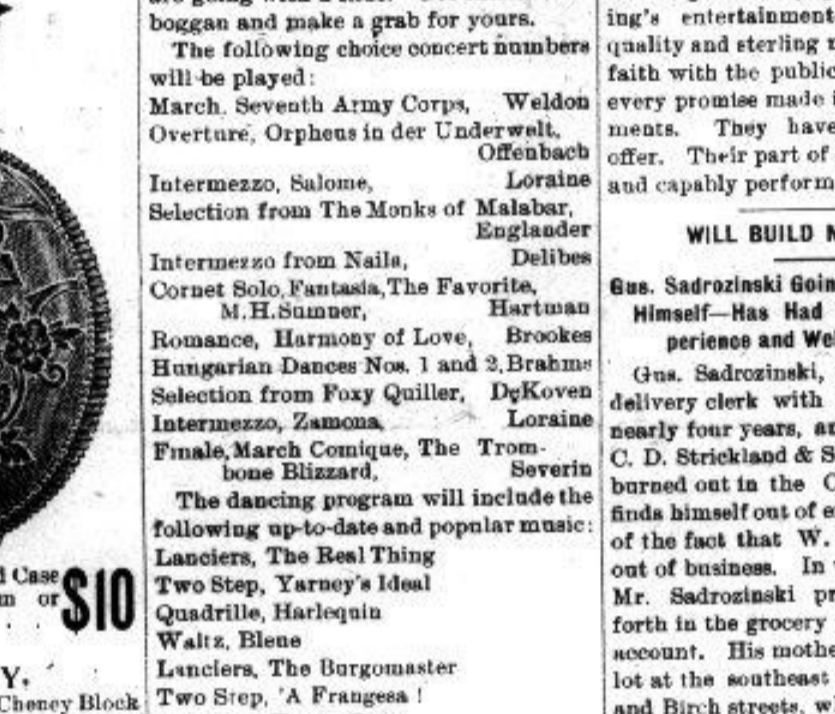 boggan and make a grab for yours.
The following choice concert numbers
will be played:
March. Seventh Army Corps, Weldon
Overture, Orpheus in der Underwelt,
Offenbach
Intermezzo, Salome, Loraine
Selection from The Monks of Malabar,
Englander
Intermezzo from Naila, Delibes
Cornet Solo, Fantasia, The Favorite,
M.H.Sumner, Hartman
Romance, Harmony of Love, Brookes
Hungarian Dances Nos. 1 and 2, Brahms
Selection from Foxy Quiller, DeKoven
Intermezzo, Zamona, Loraine
Finale, March Comique, The Trom-
bone Blizzard, Severin
The dancing program will include the
following up-to-date and popular music:
Lanciers, The Real Thing
Two Step, Yarney's Ideal
Quadrille, Harlequin
Waltz, Blene
Lanciers, The Burgomaster
Two Step, 'A Frangesa !
Case
or $10
Y.
Cheney Block
ing's entertainment
quality and sterling
faith with the public
every promise made
ments. They have
offer. Their part of
and capably perform
WILL BUILD
Gus. Sadrozinski Goin
Himself—Has Had
perience and We
Gus. Sadrozinski,
delivery clerk with
nearly four years, an
C. D. Strickland & S
burned out in the
finds himself out of e
of the fact that W.
out of business. In
Mr. Sadrozinski pr
forth in the grocery
account. His mothe
lot at the southeast
and Birch streets, w